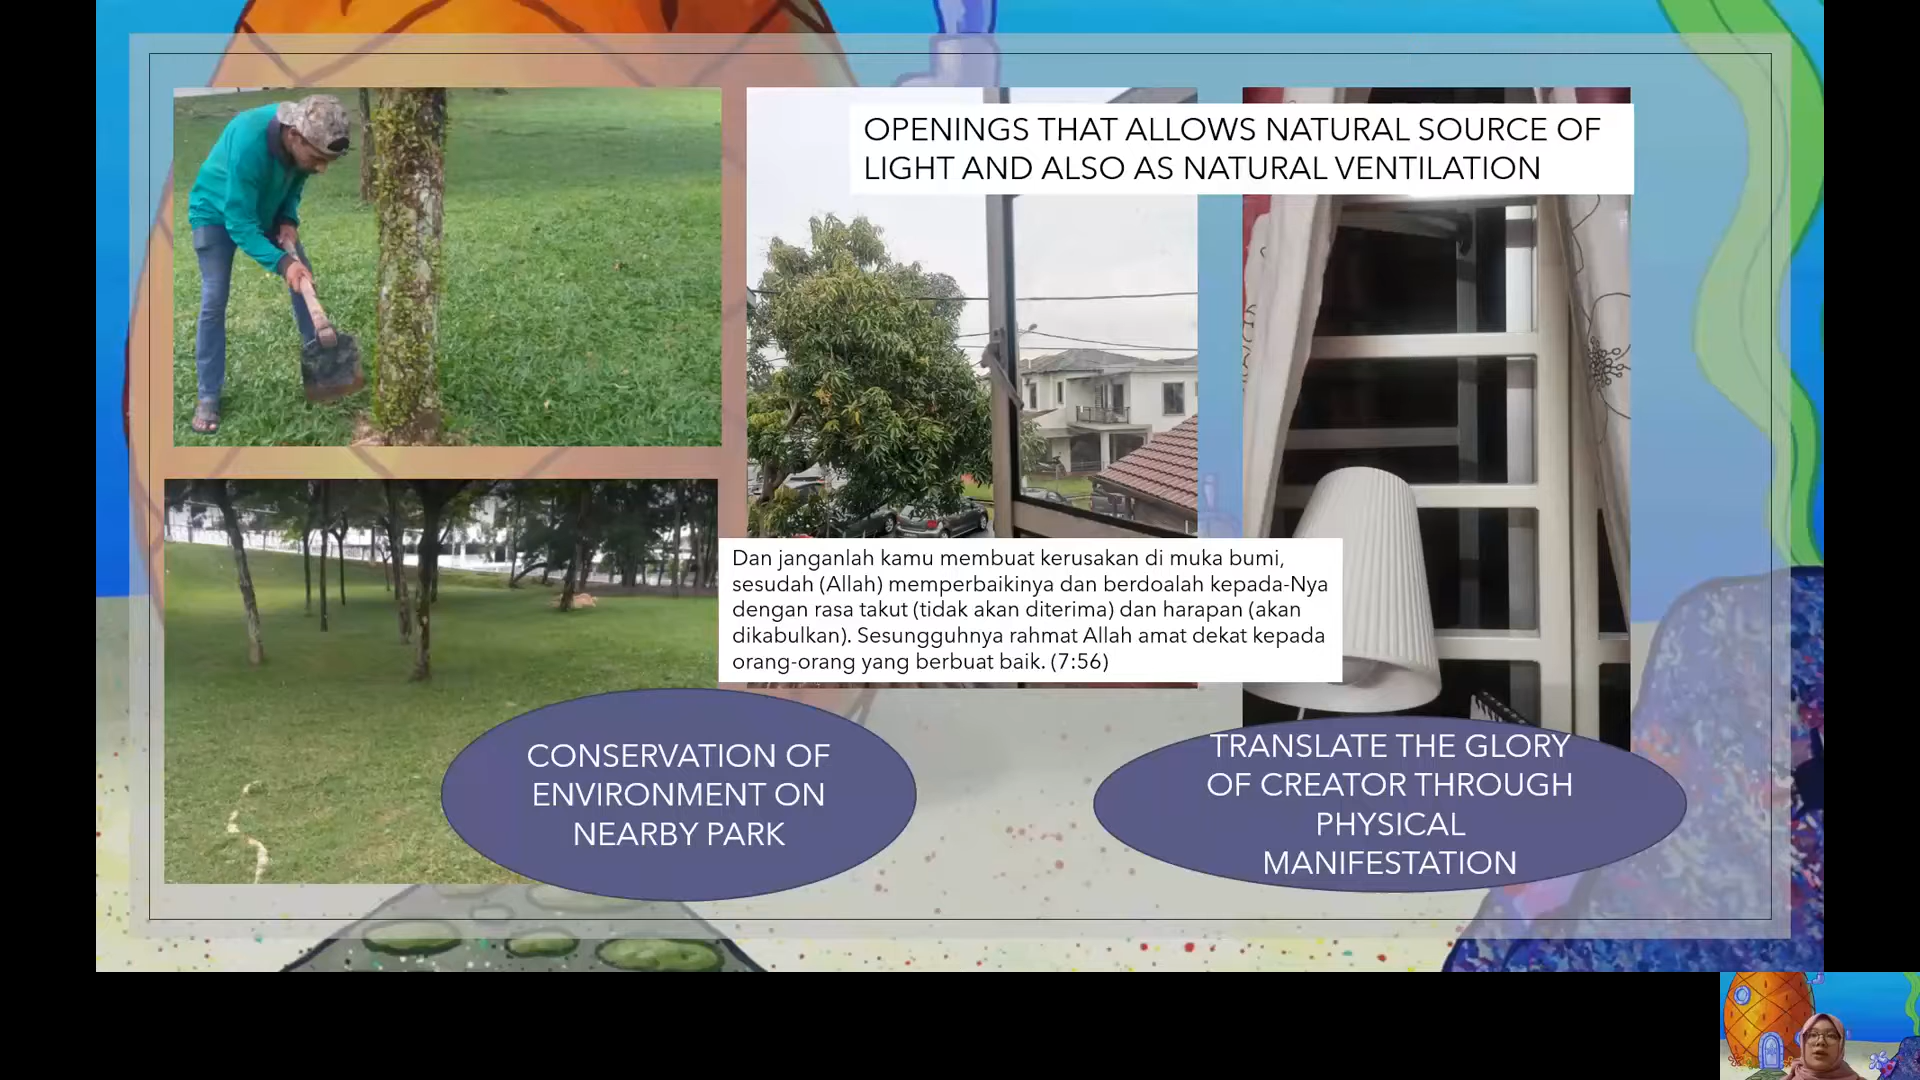 OPENINGS THAT ALLOWS NATURAL SOURCE OF
LIGHT AND ALSO AS NATURAL VENTILATION
Dan janganlah kamu membuat kerusakan di muka bumi,
sesudah (Allah) memperbaikinya dan berdoalah kepada-Nya
dengan rasa takut (tidak akan diterima) dan harapan (akan
dikabulkan). Sesungguhnya rahmat Allah amat dekat kepada
orang-orang yang berbuat baik. (7:56)
CONSERVATION OF
ENVIRONMENT ON
NEARBY PARK
TRANSLATE THE GLORY
OF CREATOR THROUGH
PHYSICAL
MANIFESTATION